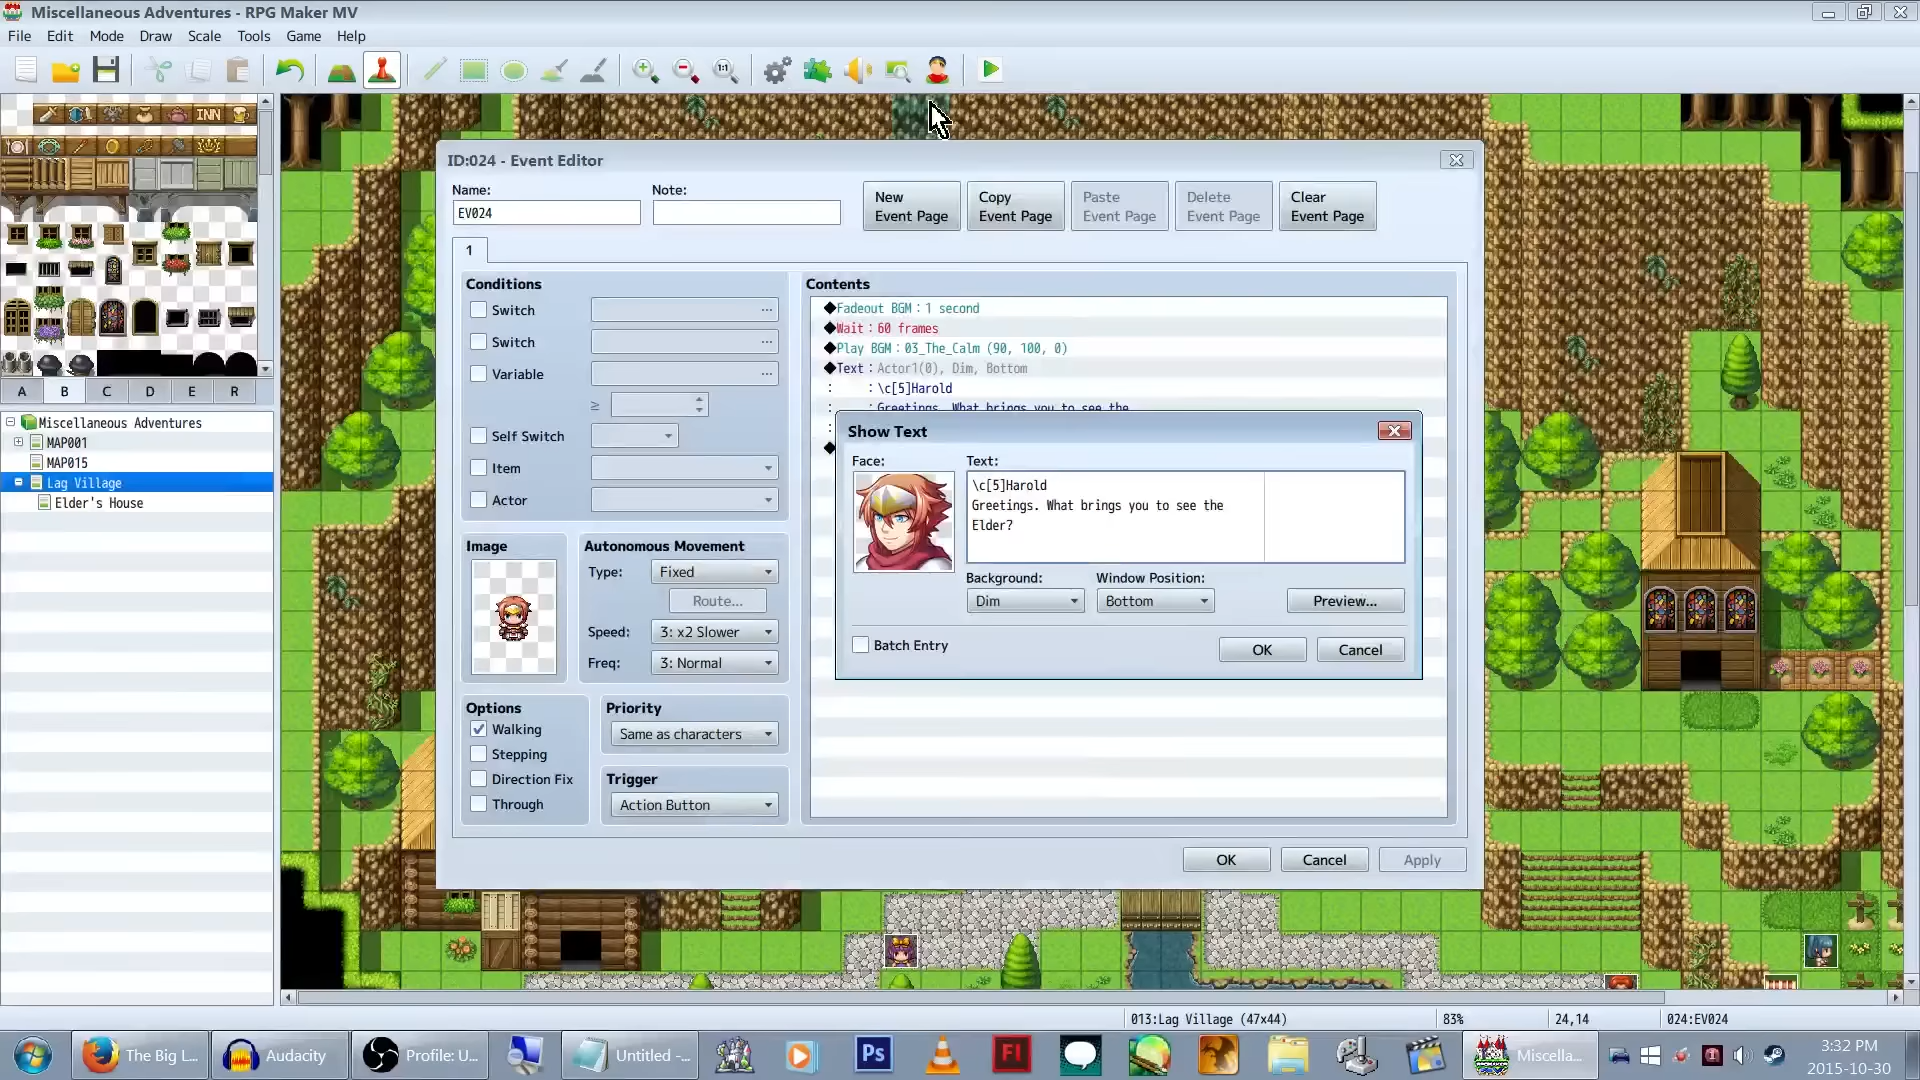 Miscellaneous Adventures - RPG Maker MV
File Edit Mode Draw Scale Tools Game Help
1:1
INN
A B C D E R
Miscellaneous Adventures
MAP001
MAP015
Lag Village
Elder's House
ID:024 - Event Editor
Name:
Note:
EV024
New
Event Page
Copy
Event Page
Paste
Event Page
Delete
Event Page
Clear
Event Page
1
Conditions
Switch ...
Switch ...
Variable ...
≥
Self Switch
Item
Actor
Image
Autonomous Movement
Type: Fixed
Route...
Speed: 3: x2 Slower
Freq: 3: Normal
Options
Walking
Stepping
Direction Fix
Through
Priority
Same as characters
Trigger
Action Button
Contents
◆Fadeout BGM : 1 second
◆Wait : 60 frames
◆Play BGM : 03_The_Calm (90, 100, 0)
◆Text : Actor1(0), Dim, Bottom
: : \c[5]Harold
: : Greetings. What brings you to see the
:
◆
Show Text
Face:
Text:
\c[5]Harold
Greetings. What brings you to see the
Elder?
Background:
Dim
Window Position:
Bottom
Preview...
Batch Entry
OK
Cancel
OK
Cancel
Apply
013:Lag Village (47x44)
83%
24,14
024:EV024
The Big L...
Audacity
Profile: U...
Untitled -...
Ps
Fl
Miscella...
3:32 PM
2015-10-30